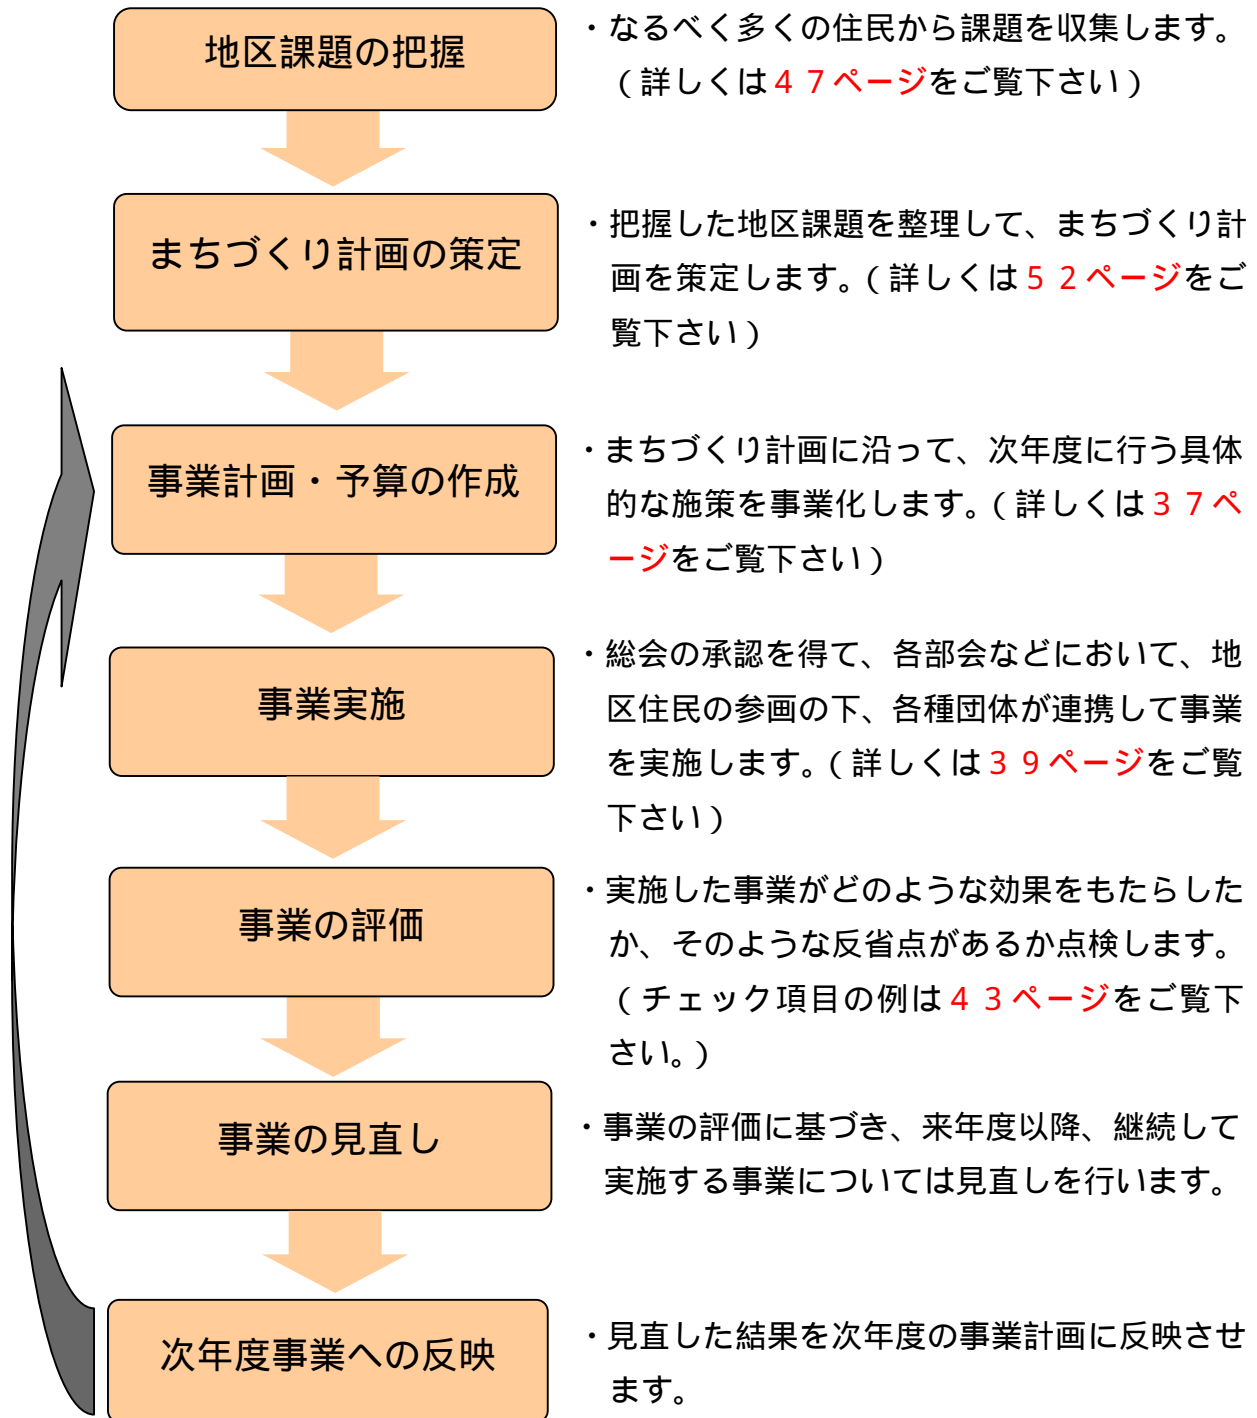 地区課題の把握
・なるべく多くの住民から課題を収集します。
(詳しくは４７ページをご覧下さい)
まちづくり計画の策定
・把握した地区課題を整理して、まちづくり計
画を策定します。(詳しくは５２ページをご
覧下さい)
事業計画・予算の作成
・まちづくり計画に沿って、次年度に行う具体
的な施策を事業化します。(詳しくは３７ペ
ージをご覧下さい)
事業実施
・総会の承認を得て、各部会などにおいて、地
区住民の参画の下、各種団体が連携して事業
を実施します。(詳しくは３９ページをご覧
下さい)
事業の評価
・実施した事業がどのような効果をもたらした
か、そのような反省点があるか点検します。
(チェック項目の例は４３ページをご覧下
さい。)
事業の見直し
・事業の評価に基づき、来年度以降、継続して
実施する事業については見直しを行います。
次年度事業への反映
・見直した結果を次年度の事業計画に反映させ
ます。